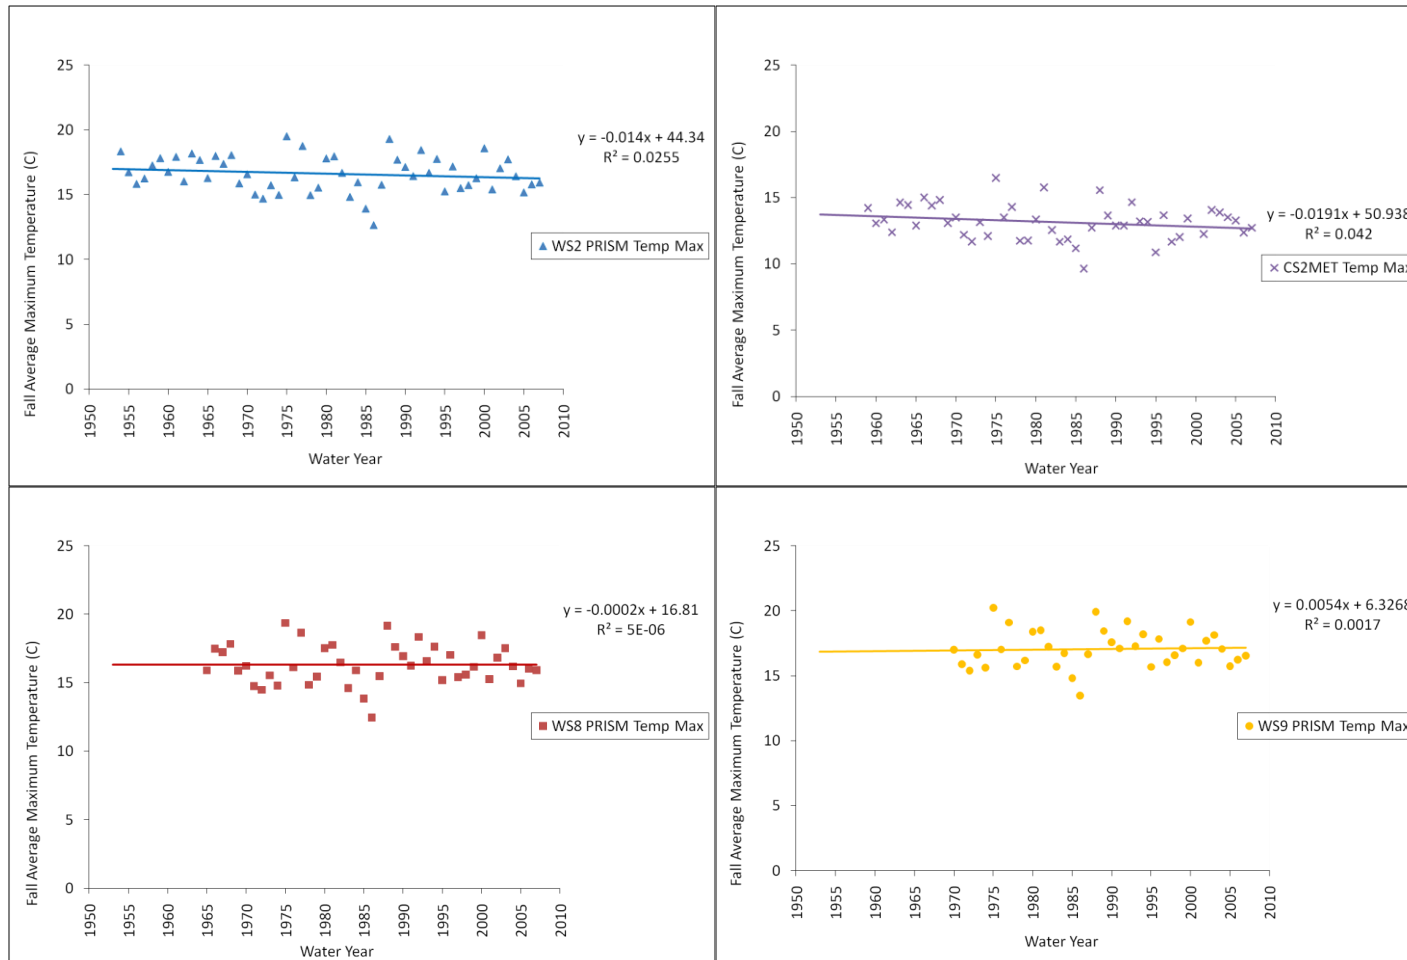 25
20
15
10
5
0
Fall Average Maximum Temperature (C)
y = -0.014x + 44.34
R² = 0.0255
WS2 PRISM Temp Max
1950 1955 1960 1965 1970 1975 1980 1985 1990 1995 2000 2005 2010
Water Year
25
20
15
10
5
0
Fall Average Maximum Temperature (C)
y = -0.0191x + 50.938
R² = 0.042
CS2MET Temp Max
1950 1955 1960 1965 1970 1975 1980 1985 1990 1995 2000 2005 2010
Water Year
25
20
15
10
5
0
Fall Average Maximum Temperature (C)
y = -0.0002x + 16.81
R² = 5E-06
WS8 PRISM Temp Max
1950 1955 1960 1965 1970 1975 1980 1985 1990 1995 2000 2005 2010
Water Year
25
20
15
10
5
0
Fall Average Maximum Temperature (C)
y = 0.0054x + 6.3268
R² = 0.0017
WS9 PRISM Temp Max
1950 1955 1960 1965 1970 1975 1980 1985 1990 1995 2000 2005 2010
Water Year